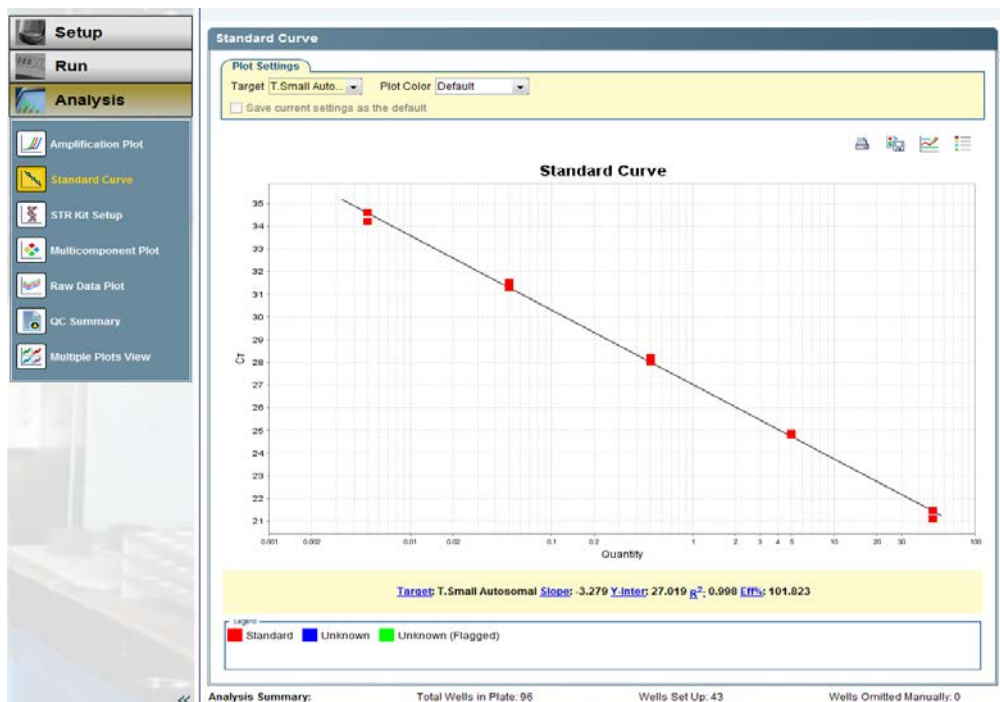 Setup
Run
Analysis
Amplification Plot
Standard Curve
STR Kit Setup
Multicomponent Plot
Raw Data Plot
QC Summary
Multiple Plots View
«
Standard Curve
Plot Settings
Target T.Small Auto... Plot Color Default
Save current settings as the default
Standard Curve
35
34
33
32
31
30
29
28
27
26
25
24
23
22
21
CT
0.001 0.002 0.01 0.02 0.1 0.2 1 2 3 4 5 10 20 30 100
Quantity
Target: T.Small Autosomal Slope: -3.279 Y-Inter: 27.019 R²: 0.998 Eff%: 101.823
Legend
Standard Unknown Unknown (Flagged)
Analysis Summary: Total Wells in Plate: 96 Wells Set Up: 43 Wells Omitted Manually: 0